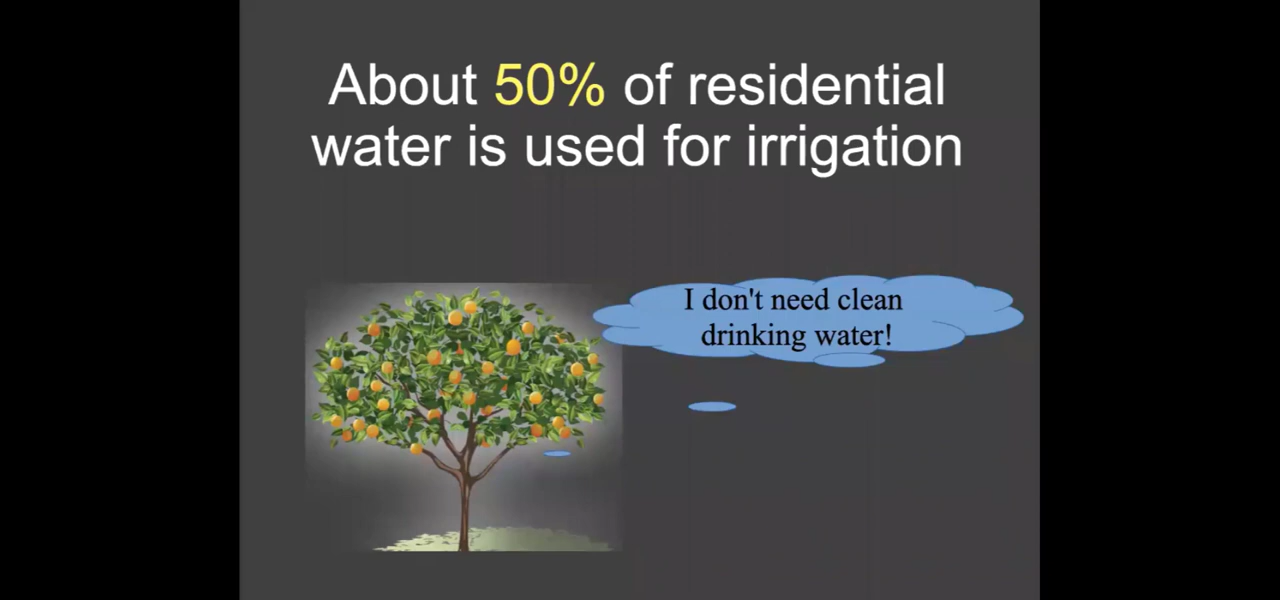 About 50% of residential
water is used for irrigation
I don't need clean
drinking water!